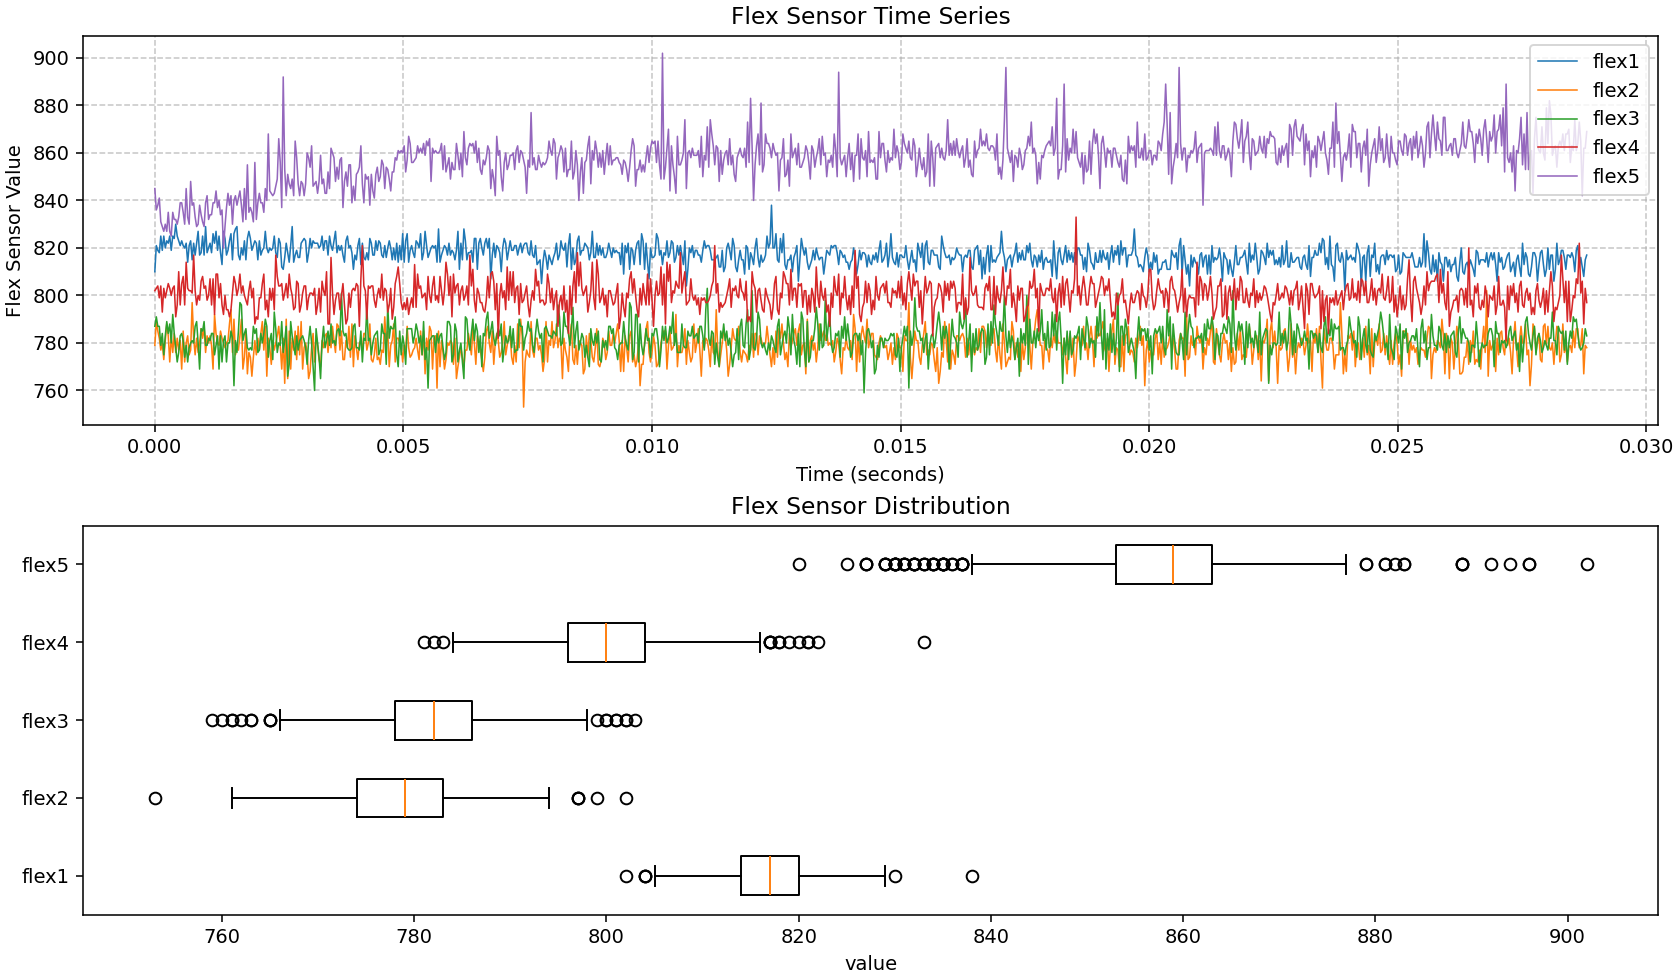 Flex Sensor Time Series
Flex Sensor Value
900
880
860
840
820
800
780
760
flex1
flex2
flex3
flex4
flex5
0.000 0.005 0.010 0.015 0.020 0.025 0.030
Time (seconds)
Flex Sensor Distribution
flex5
flex4
flex3
flex2
flex1
760 780 800 820 840 860 880 900
value